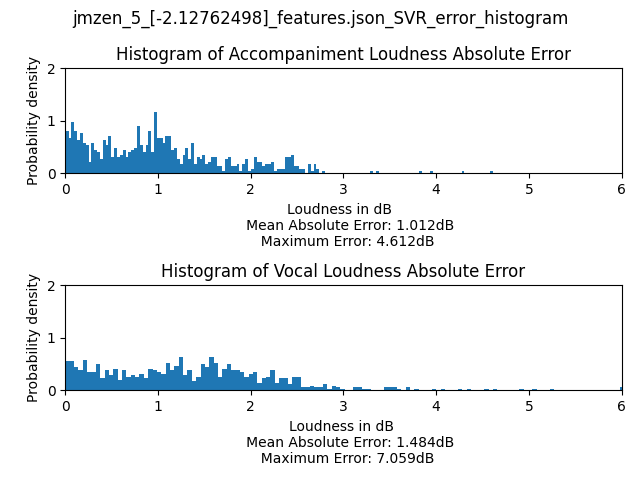 jmzen_5_[-2.12762498]_features.json_SVR_error_histogram
Histogram of Accompaniment Loudness Absolute Error
Probability density
2
1
0
0 1 2 3 4 5 6
Loudness in dB
Mean Absolute Error: 1.012dB
Maximum Error: 4.612dB
Histogram of Vocal Loudness Absolute Error
Probability density
2
1
0
0 1 2 3 4 5 6
Loudness in dB
Mean Absolute Error: 1.484dB
Maximum Error: 7.059dB